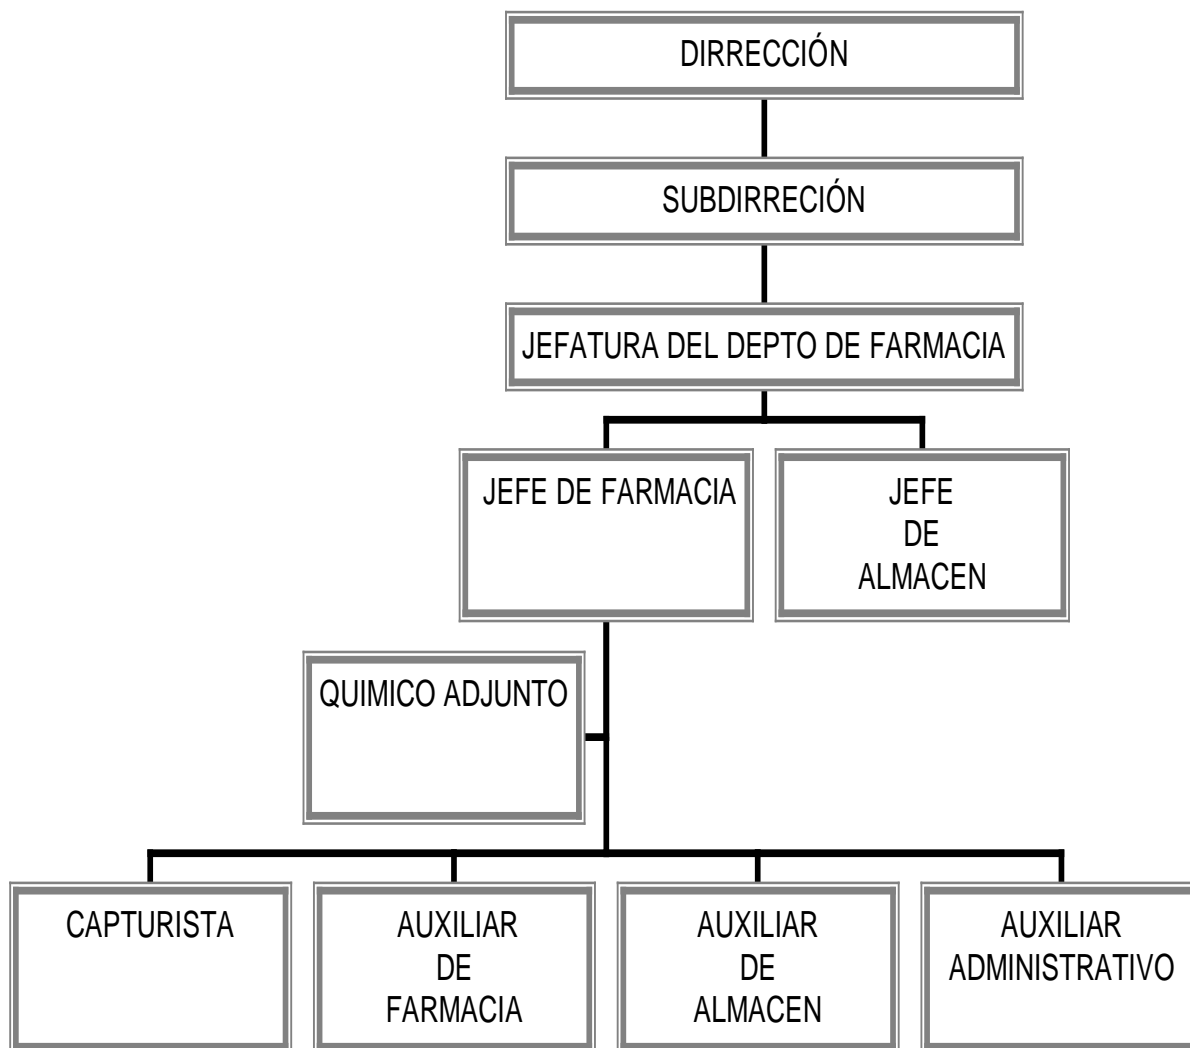 DIRRECCIÓN
SUBDIRRECIÓN
JEFATURA DEL DEPTO DE FARMACIA
JEFE DE FARMACIA
JEFE
DE
ALMACEN
QUIMICO ADJUNTO
CAPTURISTA
AUXILIAR
DE
FARMACIA
AUXILIAR
DE
ALMACEN
AUXILIAR
ADMINISTRATIVO